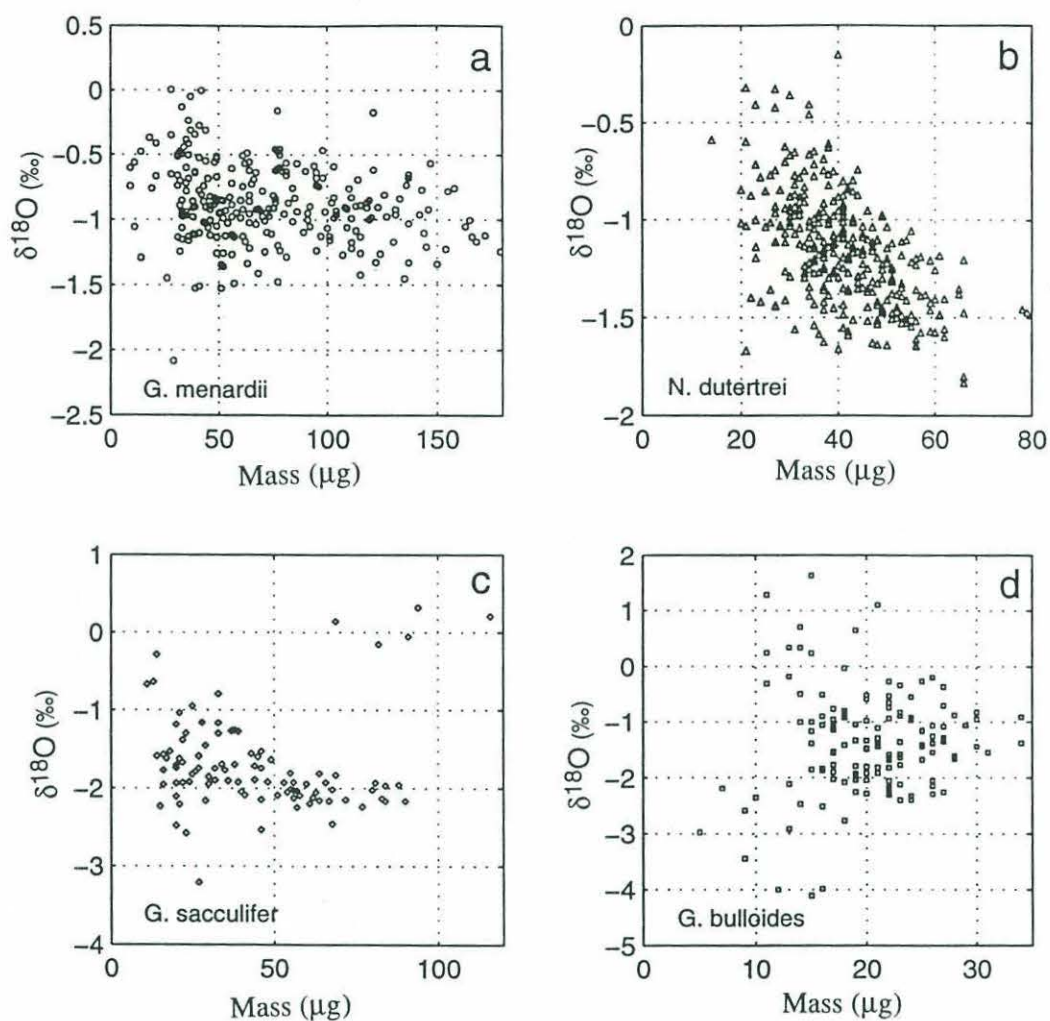 a
0.5
0
−0.5
−1
−1.5
−2
−2.5
δ18O (‰)
G. menardii
0
50
100
150
Mass (μg)
b
0
−0.5
−1
−1.5
−2
δ18O (‰)
N. dutertrei
0
20
40
60
80
Mass (μg)
c
1
0
−1
−2
−3
−4
δ18O (‰)
G. sacculifer
0
50
100
Mass (μg)
d
2
1
0
−1
−2
−3
−4
−5
δ18O (‰)
G. bulloides
0
10
20
30
Mass (μg)